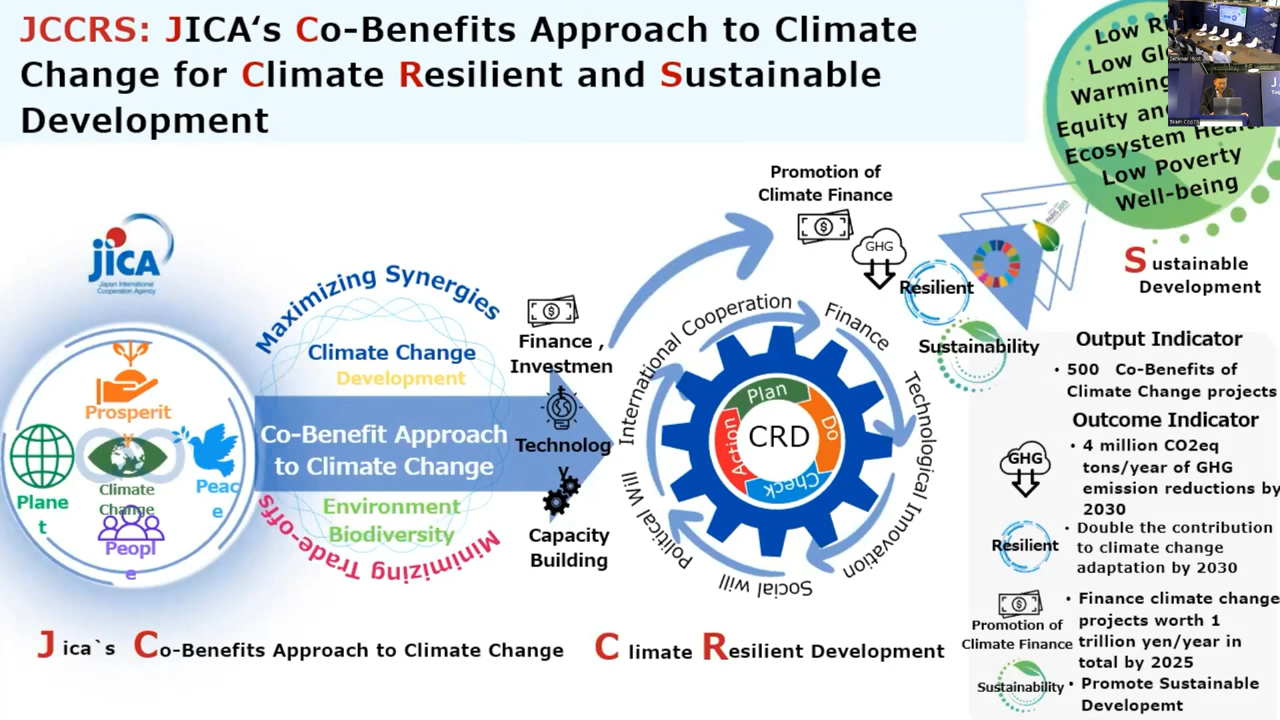 JCCRS: JICA‘s Co-Benefits Approach to Climate
Change for Climate Resilient and Sustainable
Development
Low
Low
Warming
Equity and
Ecosystem
Low Poverty
Well-being
Seminar Host
Promotion of
Climate Finance
GHG
Resilient
Sustainability
Sustainable
Development
JICA
Japan International
Cooperation Agency
Maximizing Synergies
Climate Change
Development
Co-Benefit Approach
to Climate Change
Environment
Biodiversity
Minimizing Trade-offs
Prosperit
y
Plane
t
Climate
Change
Peac
e
Peopl
e
Finance ,
Investmen
t
Technolog
y
Capacity
Building
International Cooperation
Finance
Technological Innovation
Social will
Political Will
Plan
Do
Check
Action
CRD
Output Indicator
• 500 Co-Benefits of
Climate Change projects
Outcome Indicator
GHG
• 4 million CO2eq
tons/year of GHG
emission reductions by
2030
Resilient
• Double the contribution
to climate change
adaptation by 2030
Promotion of
Climate Finance
• Finance climate change
projects worth 1
trillion yen/year in
total by 2025
Sustainability
• Promote Sustainable
Developemt
Jica`s Co-Benefits Approach to Climate Change
Climate Resilient Development